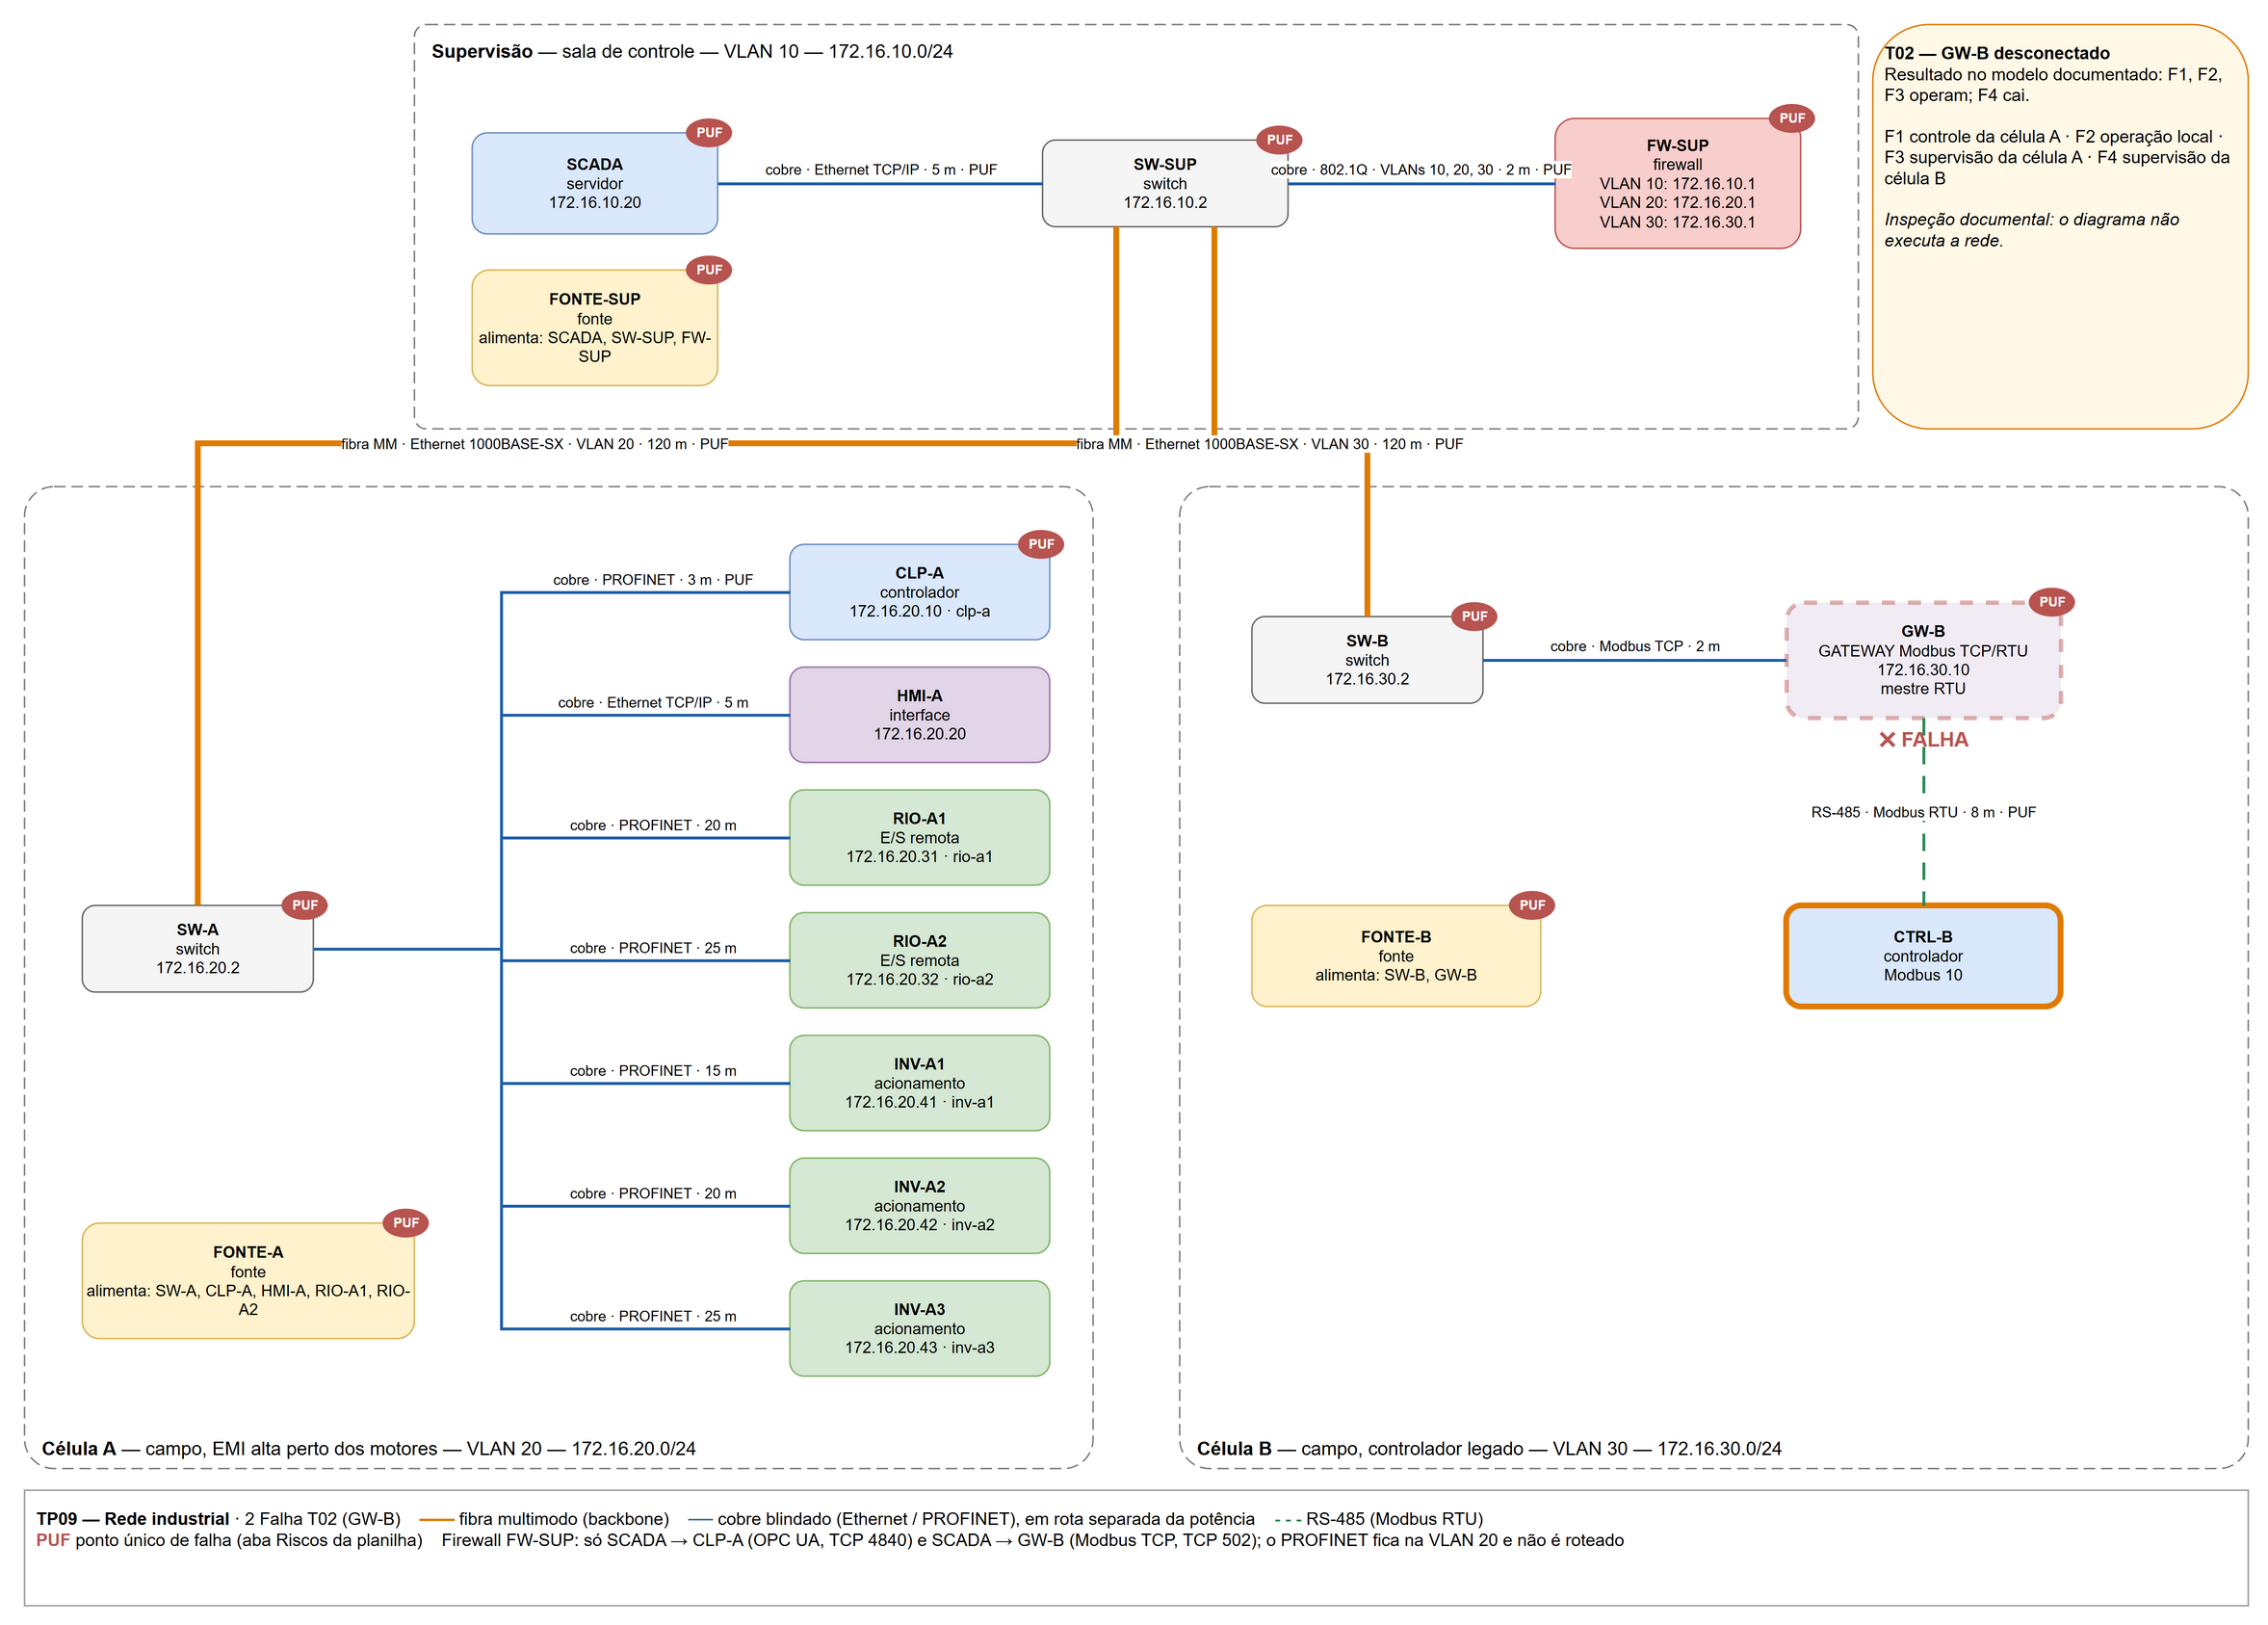 Supervisão — sala de controle — VLAN 10 — 172.16.10.0/24
PUF
SCADA
servidor
172.16.10.20
cobre · Ethernet TCP/IP · 5 m · PUF
PUF
SW-SUP
switch
172.16.10.2
cobre · 802.1Q · VLANs 10, 20, 30 · 2 m · PUF
PUF
FW-SUP
firewall
VLAN 10: 172.16.10.1
VLAN 20: 172.16.20.1
VLAN 30: 172.16.30.1
PUF
FONTE-SUP
fonte
alimenta: SCADA, SW-SUP, FW-
SUP
T02 — GW-B desconectado
Resultado no modelo documentado: F1, F2,
F3 operam; F4 cai.
F1 controle da célula A · F2 operação local ·
F3 supervisão da célula A · F4 supervisão da
célula B
Inspeção documental: o diagrama não
executa a rede.
fibra MM · Ethernet 1000BASE-SX · VLAN 20 · 120 m · PUF
fibra MM · Ethernet 1000BASE-SX · VLAN 30 · 120 m · PUF
cobre · PROFINET · 3 m · PUF
PUF
CLP-A
controlador
172.16.20.10 · clp-a
cobre · Ethernet TCP/IP · 5 m
HMI-A
interface
172.16.20.20
cobre · PROFINET · 20 m
RIO-A1
E/S remota
172.16.20.31 · rio-a1
PUF
SW-A
switch
172.16.20.2
cobre · PROFINET · 25 m
RIO-A2
E/S remota
172.16.20.32 · rio-a2
cobre · PROFINET · 15 m
INV-A1
acionamento
172.16.20.41 · inv-a1
cobre · PROFINET · 20 m
INV-A2
acionamento
172.16.20.42 · inv-a2
PUF
FONTE-A
fonte
alimenta: SW-A, CLP-A, HMI-A, RIO-A1, RIO-
A2
cobre · PROFINET · 25 m
INV-A3
acionamento
172.16.20.43 · inv-a3
Célula A — campo, EMI alta perto dos motores — VLAN 20 — 172.16.20.0/24
PUF
SW-B
switch
172.16.30.2
cobre · Modbus TCP · 2 m
PUF
GW-B
GATEWAY Modbus TCP/RTU
172.16.30.10
mestre RTU
❌ FALHA
RS-485 · Modbus RTU · 8 m · PUF
PUF
FONTE-B
fonte
alimenta: SW-B, GW-B
CTRL-B
controlador
Modbus 10
Célula B — campo, controlador legado — VLAN 30 — 172.16.30.0/24
TP09 — Rede industrial · 2 Falha T02 (GW-B) fibra multimodo (backbone) cobre blindado (Ethernet / PROFINET), em rota separada da potência RS-485 (Modbus RTU)
PUF ponto único de falha (aba Riscos da planilha) Firewall FW-SUP: só SCADA → CLP-A (OPC UA, TCP 4840) e SCADA → GW-B (Modbus TCP, TCP 502); o PROFINET fica na VLAN 20 e não é roteado